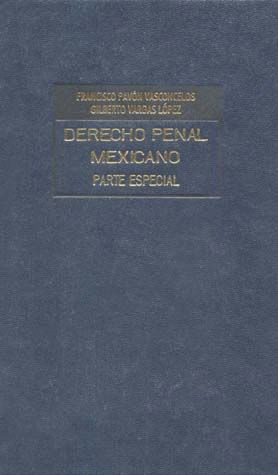 FRANCISCO PAVÓN VASCONCELOS
GILBERTO VARGAS LÓPEZ
DERECHO PENAL
MEXICANO
PARTE ESPECIAL